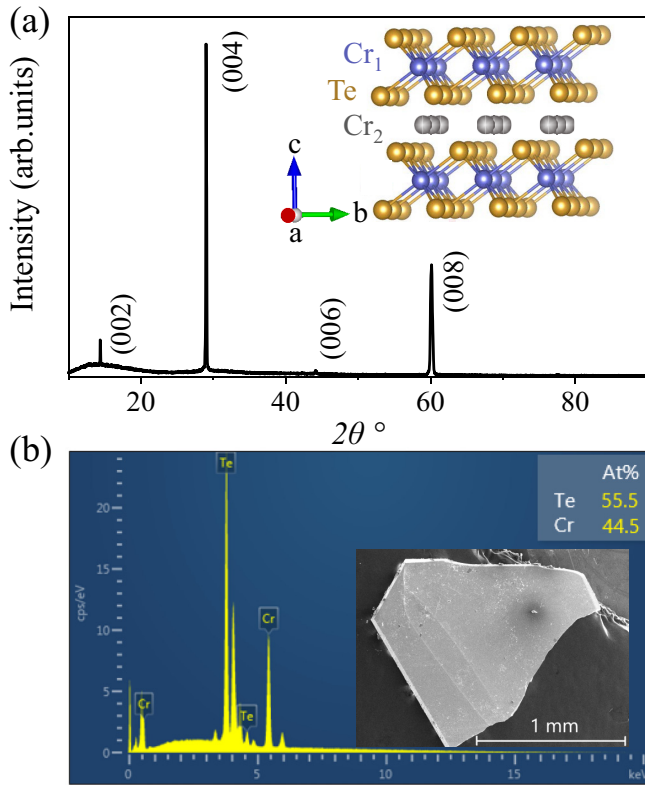 (a)
Intensity (arb.units)
(002)
(004)
(006)
(008)
Cr1
Te
Cr2
c
b
a
20
40
60
80
2θ °
(b)
cps/eV
20
15
10
5
0
Te
Cr
Te
Cr
At%
Te 55.5
Cr 44.5
1 mm
0
5
10
15
keV